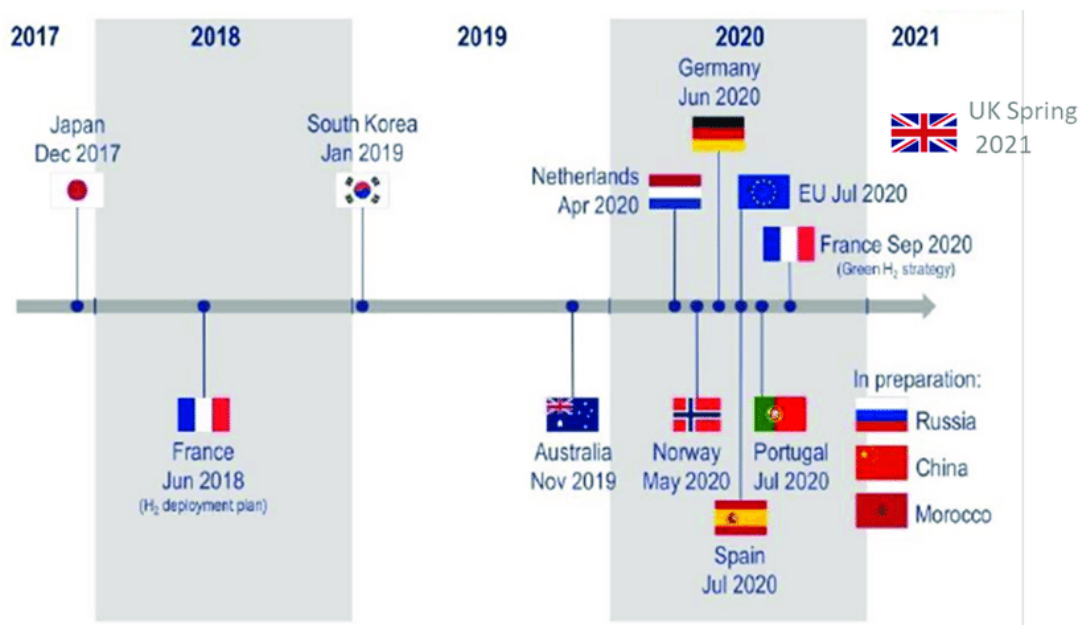 2017
2018
2019
2020
2021
Germany
Jun 2020
UK Spring
2021
Japan
Dec 2017
South Korea
Jan 2019
Netherlands
Apr 2020
EU Jul 2020
France Sep 2020
(Green H₂ strategy)
In preparation:
Russia
China
Morocco
France
Jun 2018
(H₂ deployment plan)
Australia
Nov 2019
Norway
May 2020
Portugal
Jul 2020
Spain
Jul 2020